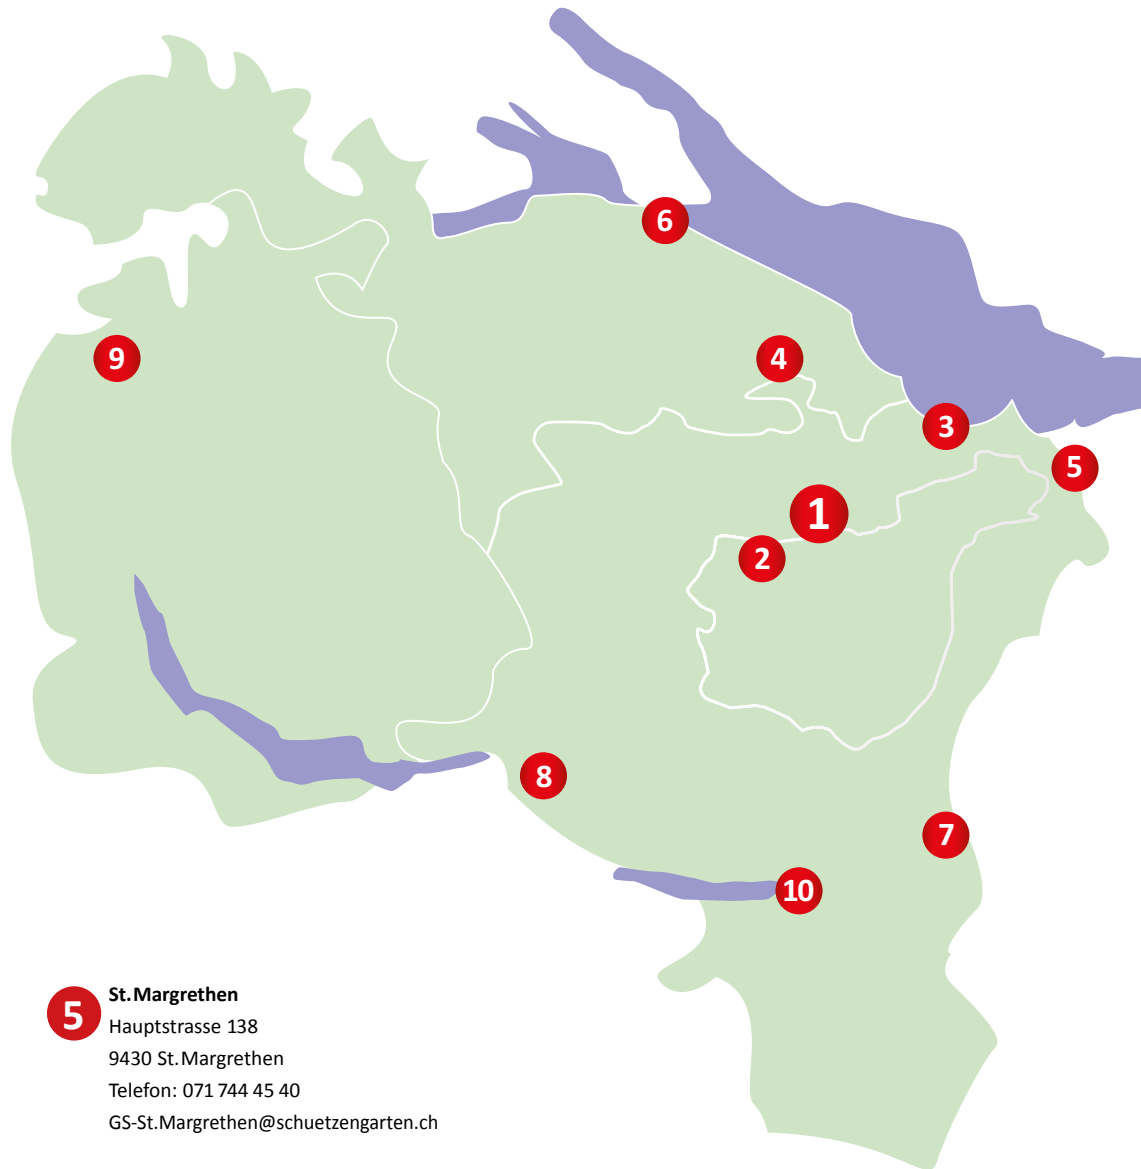 6
9
4
3
5
1
2
8
7
10
5
St.Margrethen
Hauptstrasse 138
9430 St.Margrethen
Telefon: 071 744 45 40
GS-St.Margrethen@schuetzengarten.ch